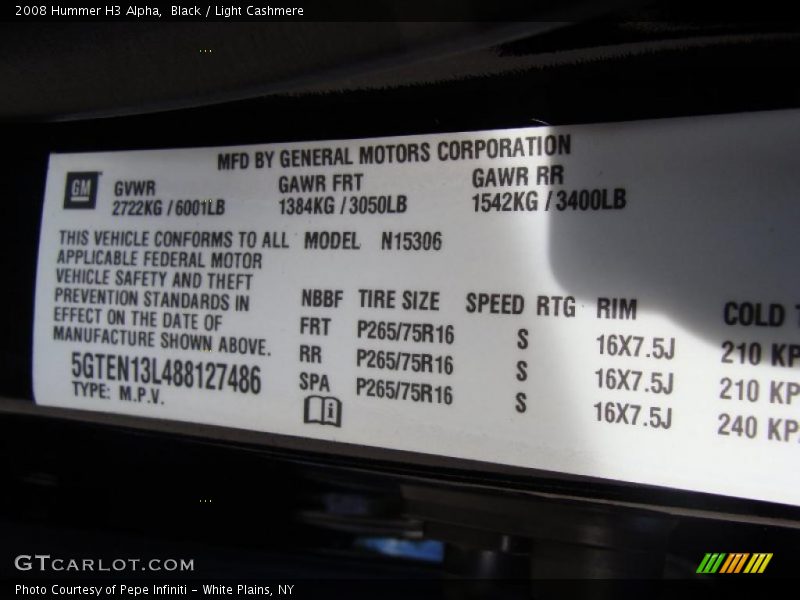 2008 Hummer H3 Alpha,  Black / Light Cashmere
MFD BY GENERAL MOTORS CORPORATION
GM
GVWR GAWR FRT GAWR RR
2722KG / 6001LB 1384KG / 3050LB 1542KG / 3400LB
THIS VEHICLE CONFORMS TO ALL MODEL N15306
APPLICABLE FEDERAL MOTOR
VEHICLE SAFETY AND THEFT
PREVENTION STANDARDS IN
EFFECT ON THE DATE OF
MANUFACTURE SHOWN ABOVE.
5GTEN13L488127486
TYPE: M.P.V.
NBBF TIRE SIZE SPEED RTG RIM COLD
FRT P265/75R16 S 16X7.5J 210 KP
RR P265/75R16 S 16X7.5J 210 KP
SPA P265/75R16 S 16X7.5J 240 KP
GTCARLOT.COM
Photo Courtesy of Pepe Infiniti - White Plains, NY